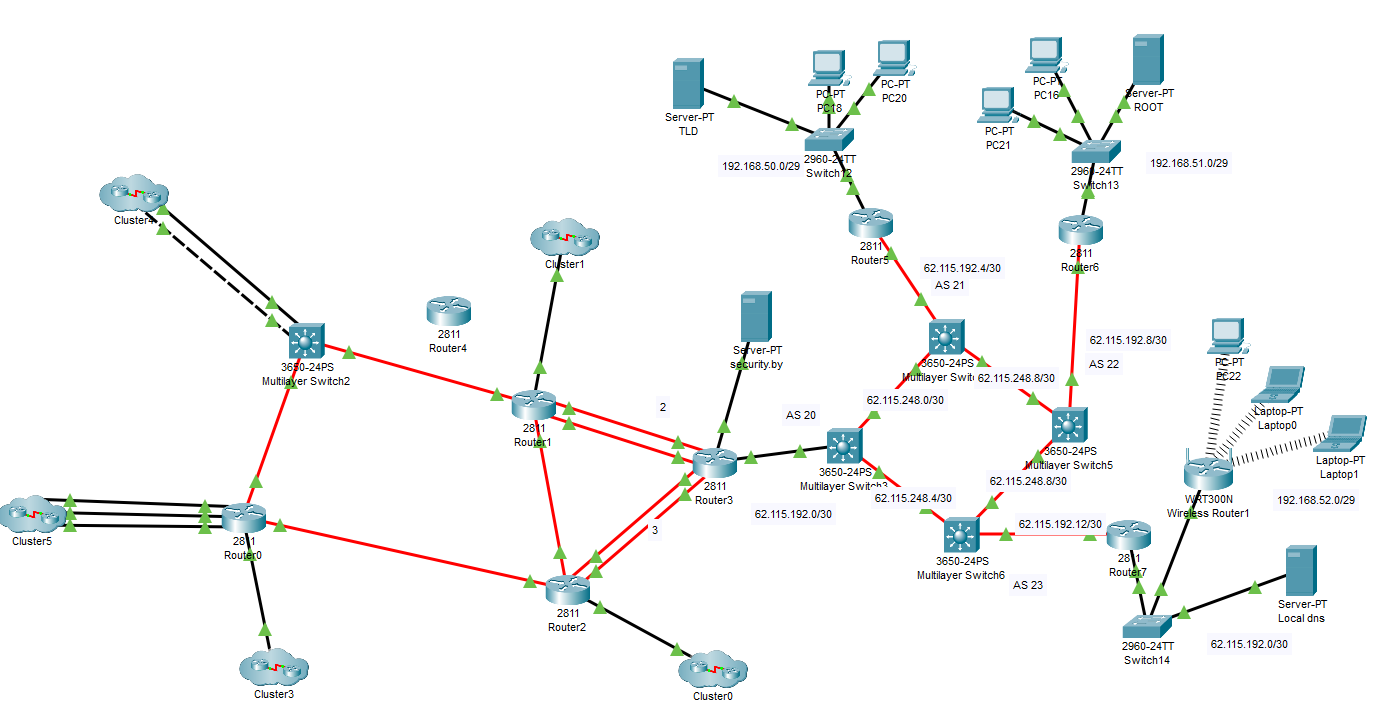 Server-PT
TLD
PC-PT
PC18
PC-PT
PC20
PC-PT
PC16
Server-PT
ROOT
PC-PT
PC21
2960-24TT
Switch12
192.168.50.0/29
2960-24TT
Switch13
192.168.51.0/29
2811
Router5
2811
Router6
62.115.192.4/30
AS 21
Cluster4
Cluster1
2811
Router4
Server-PT
security.by
3650-24PS
Multilayer Switch2
3650-24PS
Multilayer Switc
62.115.248.8/30
62.115.192.8/30
AS 22
PC-PT
PC22
Laptop-PT
Laptop0
Laptop-PT
Laptop1
2811
Router1
2
AS 20
62.115.248.0/30
3650-24PS
Multilayer Switch5
3650-24PS
Multilayer Switch3
2811
Router3
62.115.192.0/30
62.115.248.4/30
62.115.248.8/30
WRT300N
Wireless Router1
192.168.52.0/29
Cluster5
2811
Router0
3
62.115.192.12/30
3650-24PS
Multilayer Switch6
2811
Router7
AS 23
2811
Router2
Server-PT
Local dns
2960-24TT
Switch14
62.115.192.0/30
Cluster3
Cluster0